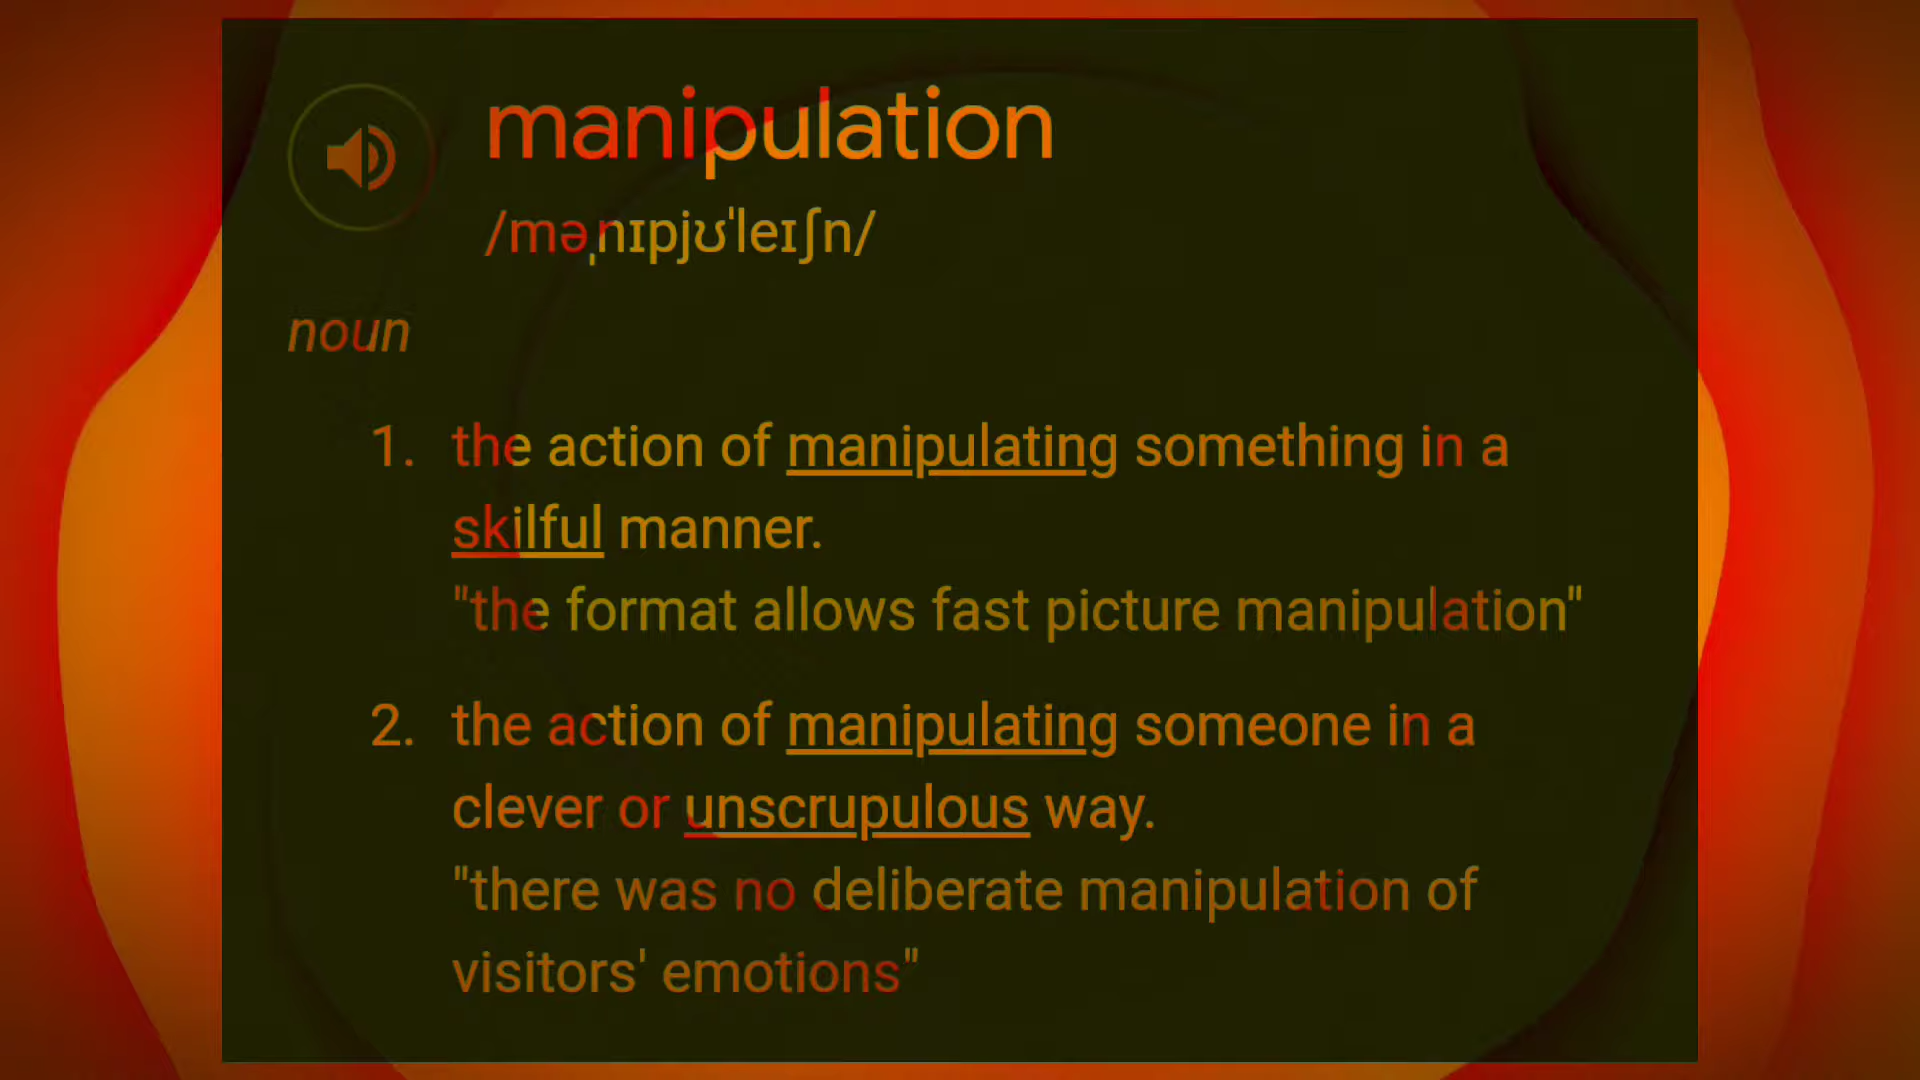 manipulation
/məˌnɪpjʊˈleɪʃn/
noun
1. the action of manipulating something in a
skilful manner.
"the format allows fast picture manipulation"
2. the action of manipulating someone in a
clever or unscrupulous way.
"there was no deliberate manipulation of
visitors' emotions"